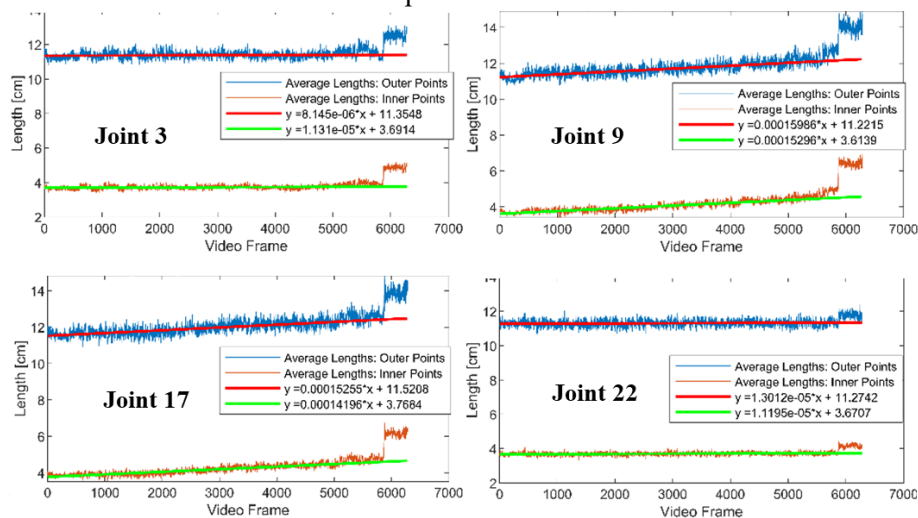 12
10
8
6
4
2
Length [cm]
Average Lengths: Outer Points
Average Lengths: Inner Points
y =8.145e-06*x + 11.3548
y =1.131e-05*x + 3.6914
Joint 3
0 1000 2000 3000 4000 5000 6000 7000
Video Frame
14
12
10
8
6
4
Length [cm]
Average Lengths: Outer Points
Average Lengths: Inner Points
y =0.00015986*x + 11.2215
y =0.00015296*x + 3.6139
Joint 9
0 1000 2000 3000 4000 5000 6000 7000
Video Frame
14
12
10
8
6
4
Length [cm]
Average Lengths: Outer Points
Average Lengths: Inner Points
y =0.00015255*x + 11.5208
y =0.00014196*x + 3.7684
Joint 17
0 1000 2000 3000 4000 5000 6000 7000
Video Frame
14
12
10
8
6
4
2
Length [cm]
Average Lengths: Outer Points
Average Lengths: Inner Points
y =1.3012e-05*x + 11.2742
y =1.1195e-05*x + 3.6707
Joint 22
0 1000 2000 3000 4000 5000 6000 7000
Video Frame